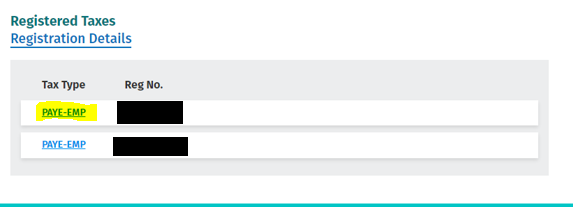 Registered Taxes
Registration Details
Tax Type Reg No.
PAYE-EMP
PAYE-EMP